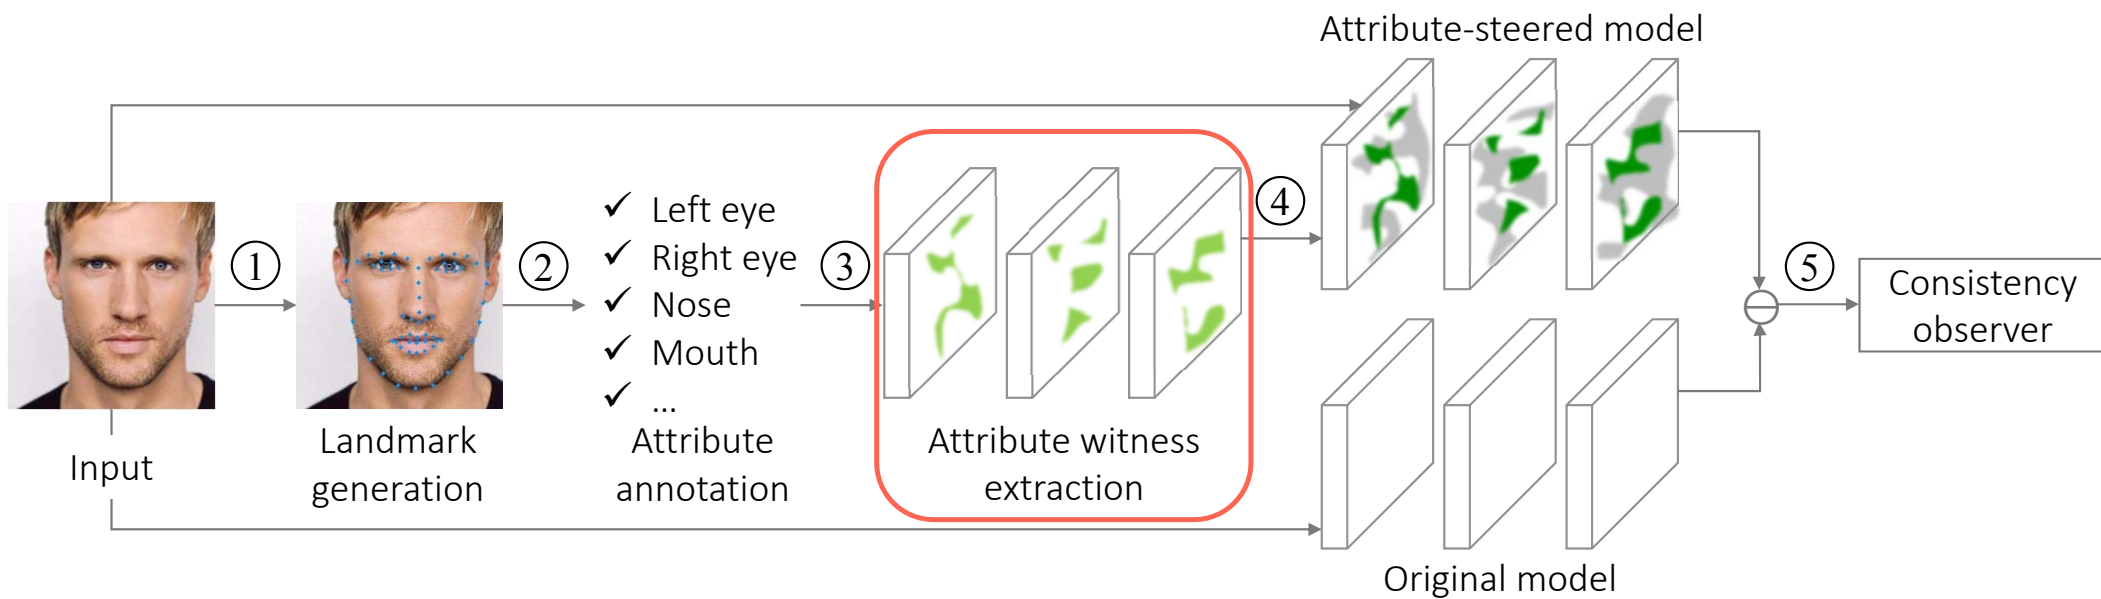 Attribute-steered model
①
②
✓ Left eye
✓ Right eye
✓ Nose
✓ Mouth
✓ ...
③
④
⑤
Consistency
observer
Input
Landmark
generation
Attribute
annotation
Attribute witness
extraction
Original model